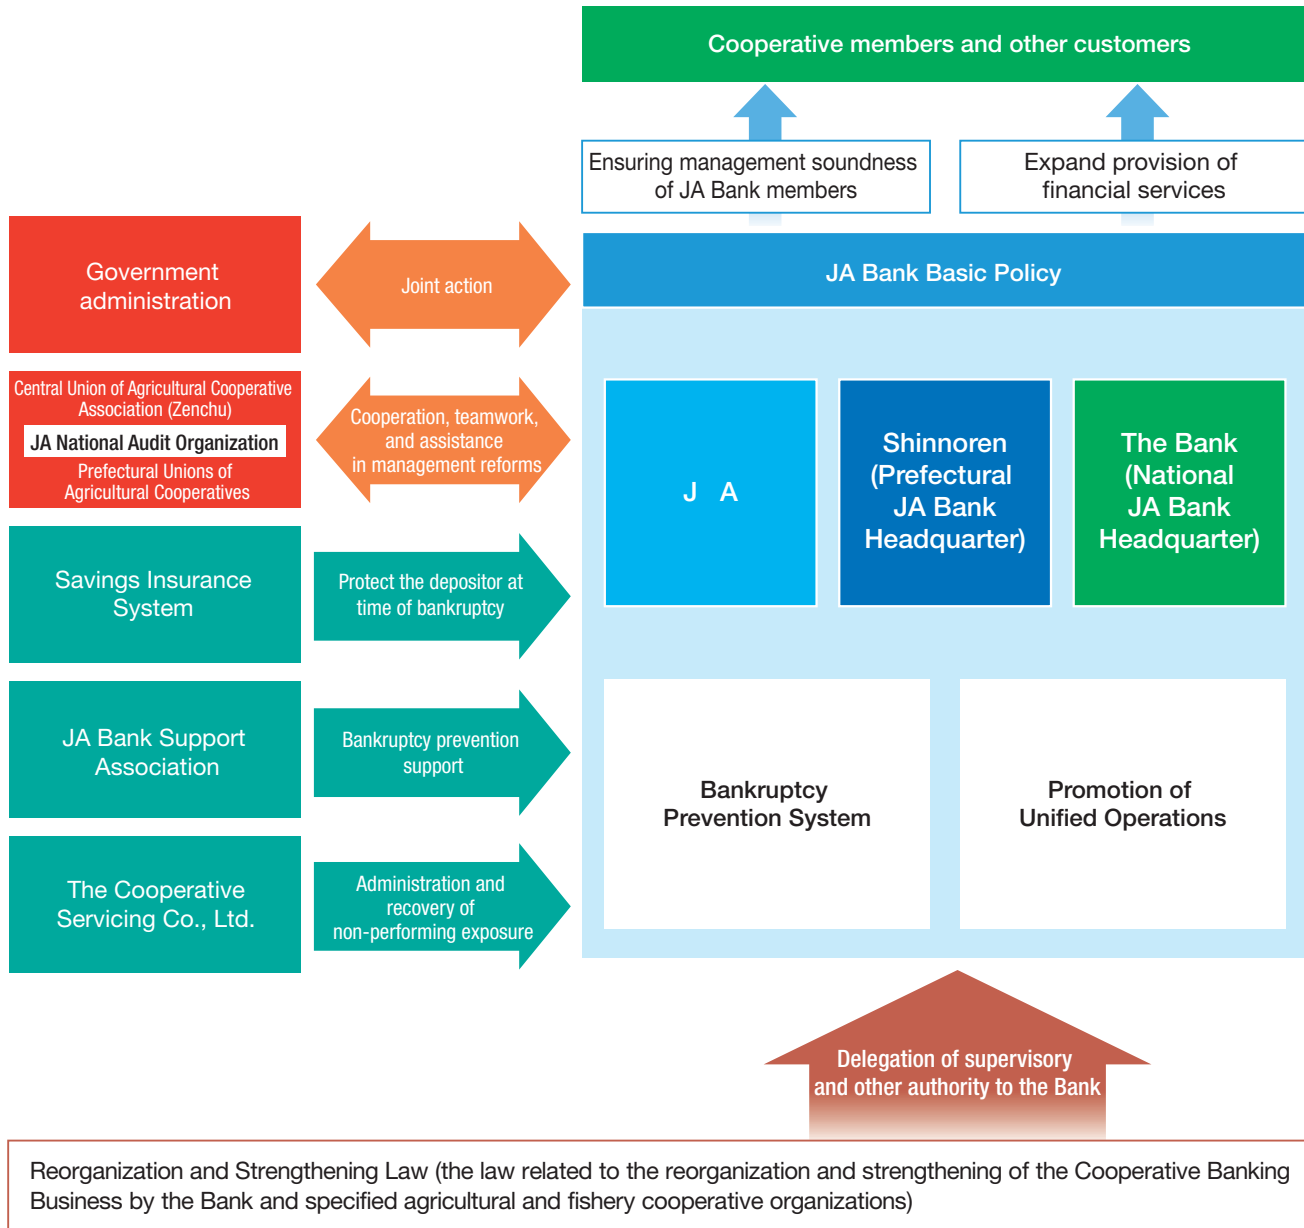 Cooperative members and other customers
Ensuring management soundness
of JA Bank members
Expand provision of
financial services
Government
administration
Joint action
JA Bank Basic Policy
Central Union of Agricultural Cooperative
Association (Zenchu)
JA National Audit Organization
Prefectural Unions of
Agricultural Cooperatives
Cooperation, teamwork,
and assistance
in management reforms
J A
Shinnoren
(Prefectural
JA Bank
Headquarter)
The Bank
(National
JA Bank
Headquarter)
Savings Insurance
System
Protect the depositor at
time of bankruptcy
JA Bank Support
Association
Bankruptcy prevention
support
Bankruptcy
Prevention System
Promotion of
Unified Operations
The Cooperative
Servicing Co., Ltd.
Administration and
recovery of
non-performing exposure
Delegation of supervisory
and other authority to the Bank
Reorganization and Strengthening Law (the law related to the reorganization and strengthening of the Cooperative Banking
Business by the Bank and specified agricultural and fishery cooperative organizations)